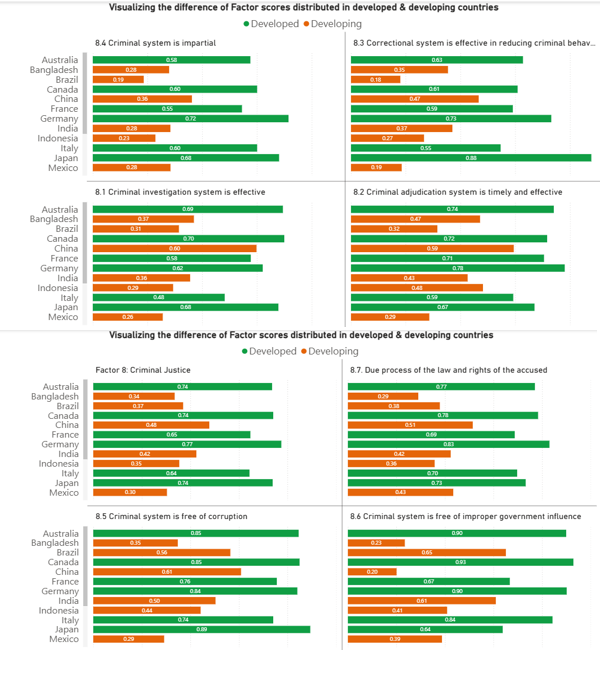 Visualizing the difference of Factor scores distributed in developed & developing countries
Developed Developing
8.4 Criminal system is impartial
Australia 0.58
Bangladesh 0.28
Brazil 0.19
Canada 0.60
China 0.36
France 0.55
Germany 0.72
India 0.28
Indonesia 0.23
Italy 0.60
Japan 0.68
Mexico 0.28
8.3 Correctional system is effective in reducing criminal behav...
0.63
0.35
0.18
0.61
0.47
0.59
0.73
0.37
0.27
0.55
0.88
0.19
8.1 Criminal investigation system is effective
Australia 0.69
Bangladesh 0.37
Brazil 0.31
Canada 0.70
China 0.60
France 0.58
Germany 0.62
India 0.36
Indonesia 0.29
Italy 0.48
Japan 0.68
Mexico 0.26
8.2 Criminal adjudication system is timely and effective
0.74
0.47
0.32
0.72
0.59
0.71
0.78
0.43
0.48
0.59
0.67
0.29
Visualizing the difference of Factor scores distributed in developed & developing countries
Developed Developing
Factor 8: Criminal Justice
Australia 0.74
Bangladesh 0.34
Brazil 0.37
Canada 0.74
China 0.48
France 0.65
Germany 0.77
India 0.42
Indonesia 0.35
Italy 0.64
Japan 0.74
Mexico 0.30
8.7. Due process of the law and rights of the accused
0.77
0.29
0.38
0.78
0.51
0.69
0.83
0.42
0.36
0.70
0.73
0.43
8.5 Criminal system is free of corruption
Australia 0.85
Bangladesh 0.35
Brazil 0.56
Canada 0.85
China 0.61
France 0.76
Germany 0.84
India 0.50
Indonesia 0.44
Italy 0.74
Japan 0.89
Mexico 0.29
8.6 Criminal system is free of improper government influence
0.90
0.23
0.65
0.93
0.20
0.67
0.90
0.61
0.41
0.84
0.64
0.39